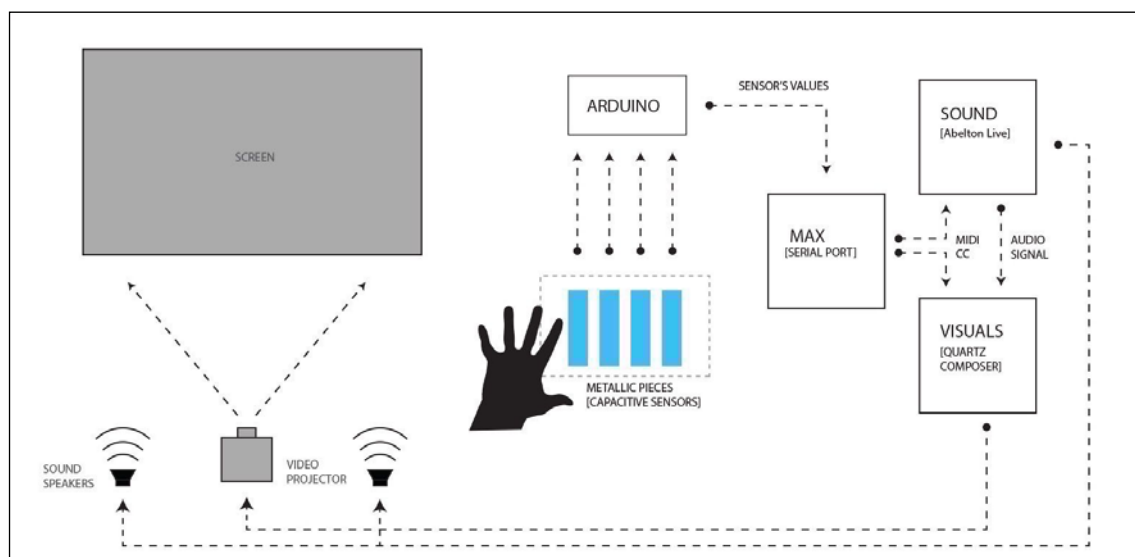 SCREEN
SOUND
SPEAKERS
VIDEO
PROJECTOR
ARDUINO
SENSOR'S VALUES
METALLIC PIECES
[CAPACITIVE SENSORS]
MAX
[SERIAL PORT]
SOUND
[Abelton Live]
MIDI
CC
AUDIO
SIGNAL
VISUALS
[QUARTZ
COMPOSER]